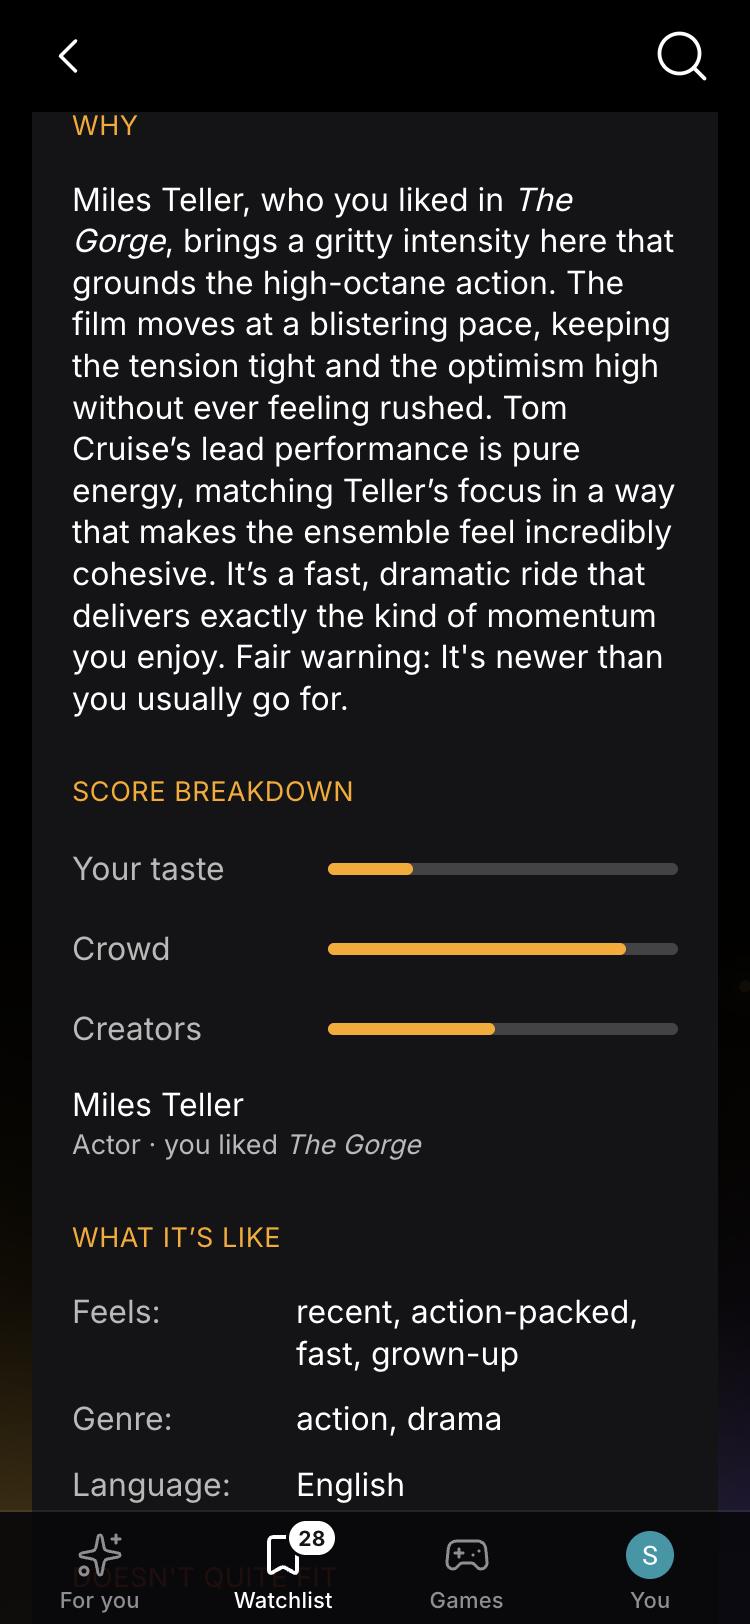 WHY
Miles Teller, who you liked in The
Gorge, brings a gritty intensity here that
grounds the high-octane action. The
film moves at a blistering pace, keeping
the tension tight and the optimism high
without ever feeling rushed. Tom
Cruise’s lead performance is pure
energy, matching Teller’s focus in a way
that makes the ensemble feel incredibly
cohesive. It’s a fast, dramatic ride that
delivers exactly the kind of momentum
you enjoy. Fair warning: It's newer than
you usually go for.
SCORE BREAKDOWN
Your taste
Crowd
Creators
Miles Teller
Actor · you liked The Gorge
WHAT IT’S LIKE
Feels: recent, action-packed,
fast, grown-up
Genre: action, drama
Language: English
DOESN'T QUITE FIT
28
S
For you Watchlist Games You